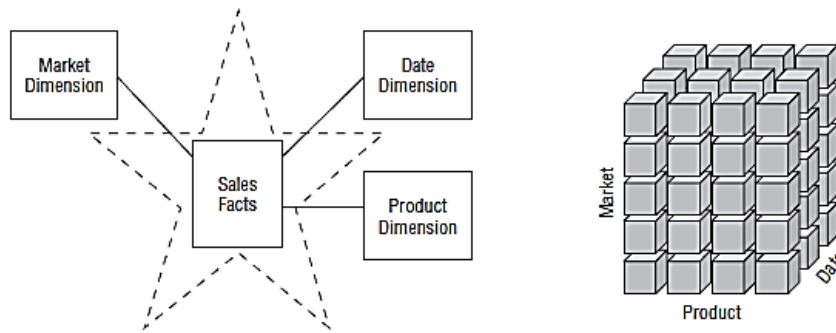 Market
Dimension
Date
Dimension
Sales
Facts
Product
Dimension
Market
Product